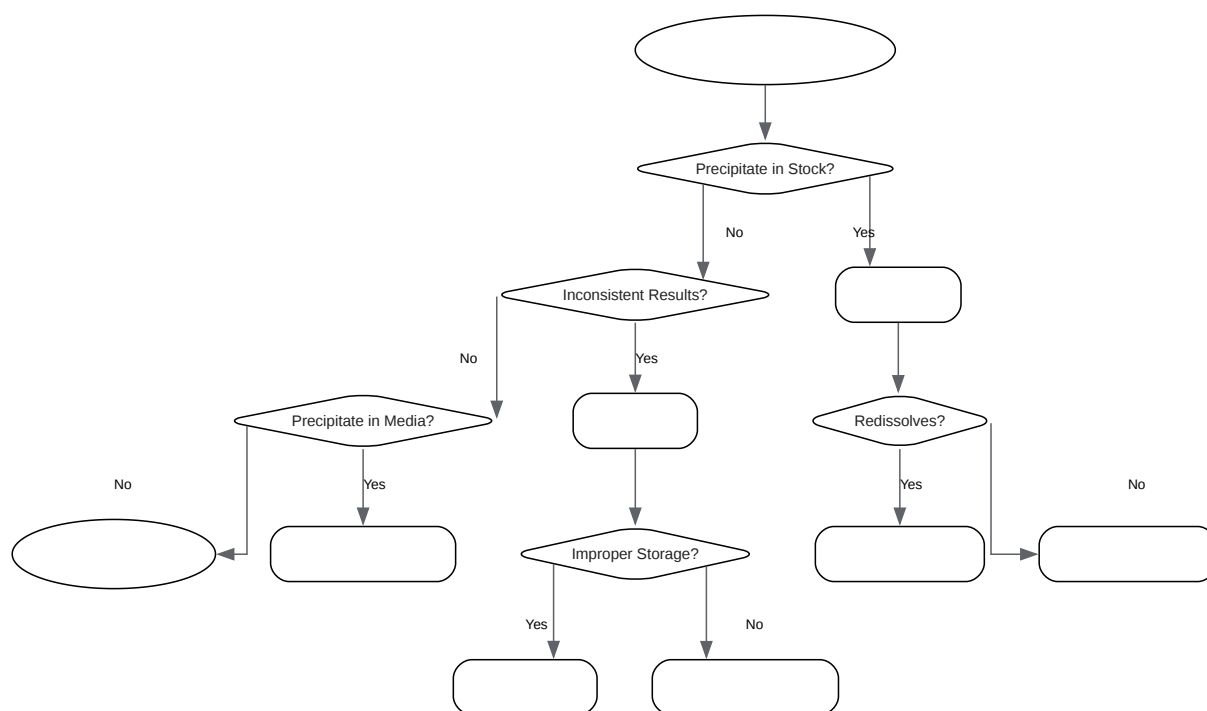 Precipitate in Stock?
No
Yes
Inconsistent Results?
No
Yes
Precipitate in Media?
Redissolves?
No
Yes
Yes
No
Improper Storage?
Yes
No